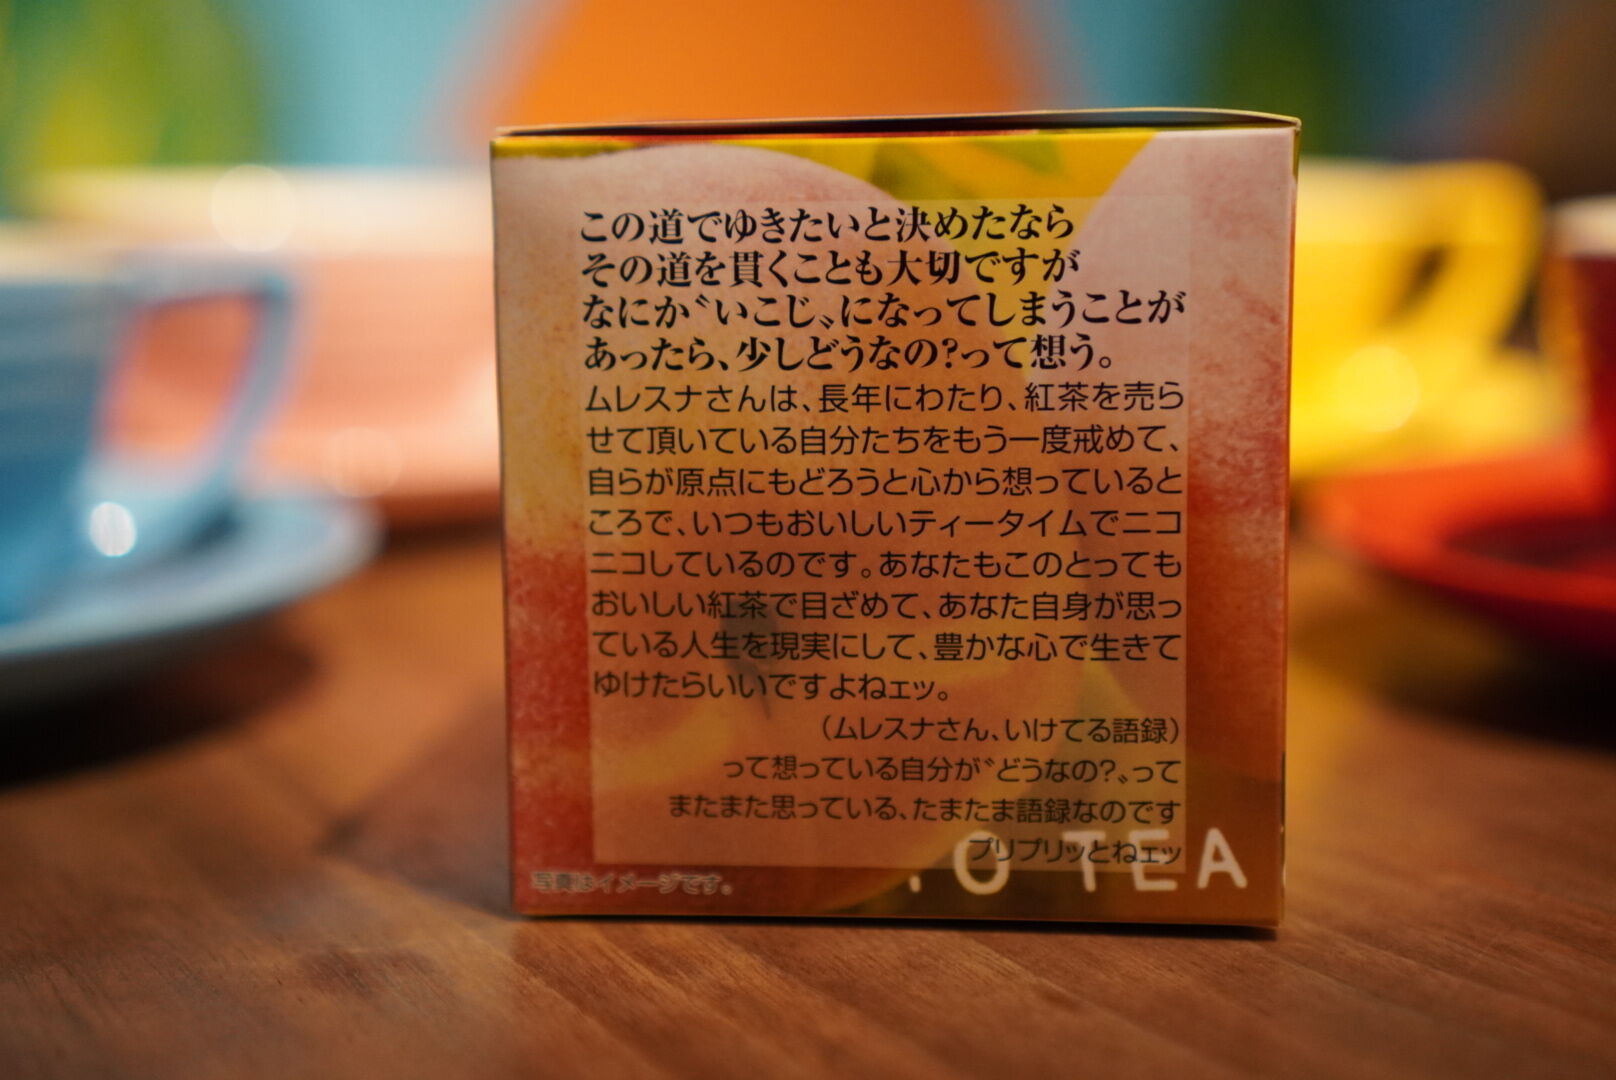 この道でゆきたいと決めたなら
その道を貫くことも大切ですが
なにか〝いこじ〟になってしまうことが
あったら、少しどうなの?って想う。
ムレスナさんは、長年にわたり、紅茶を売ら
せて頂いている自分たちをもう一度戒めて、
自らが原点にもどろうと心から想っていると
ころで、いつもおいしいティータイムでニコ
ニコしているのです。あなたもこのとっても
おいしい紅茶で目ざめて、あなた自身が思っ
ている人生を現実にして、豊かな心で生きて
ゆけたらいいですよねェッ。
(ムレスナさん、いけてる語録)
って想っている自分が〝どうなの?〟って
またまた思っている、たまたま語録なのです
プリプリッとねェッ
O TEA
写真はイメージです。